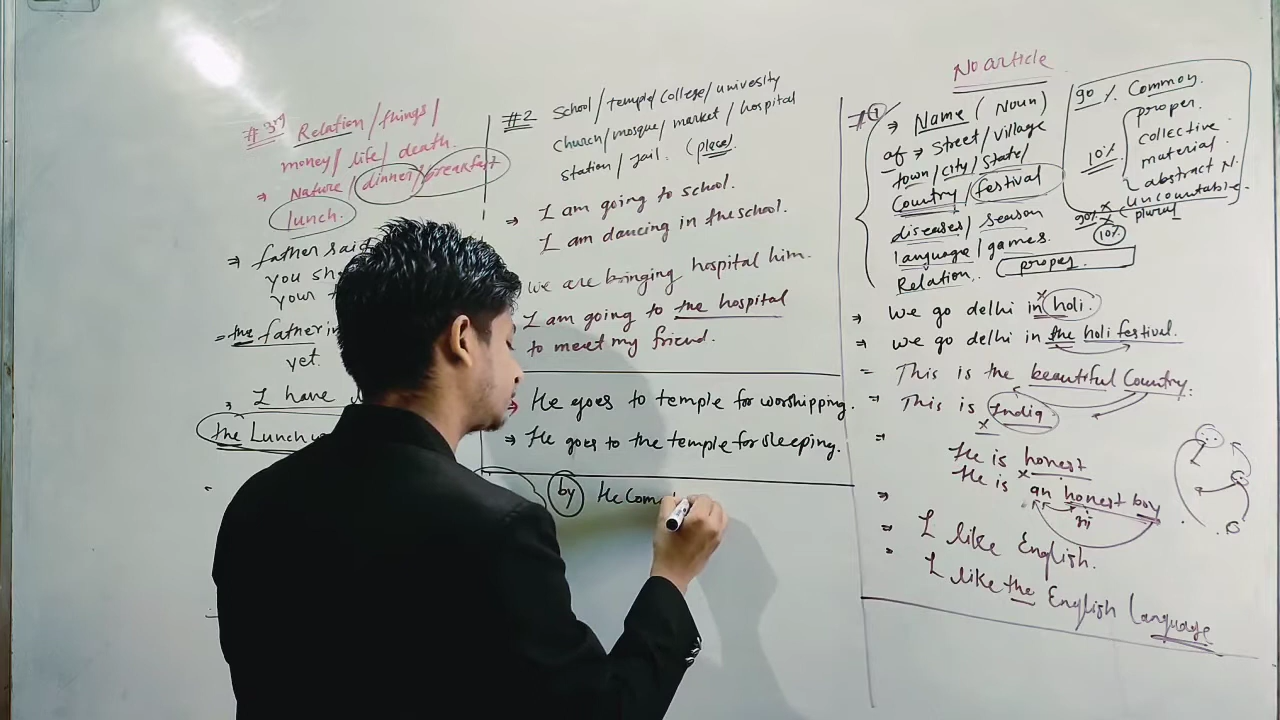 No article
#3rd Relation/things/
money/life/death.
⇒ Nature/dinner/breakfast
lunch.
⇒ father said
you sh
your
= the father in
yet.
, I have
the Lunch
#2 School/temple/college/univesity
church/mosque/market/hospital
station/jail. (place)
⇒ I am going to school.
I am dancing in the school.
we are bringing hospital him.
I am going to the hospital
to meet my friend.
⇒ He goes to temple for worshipping.
⇒ He goes to the temple for sleeping.
by He Com
#1 ⇒ Name (Noun)
of ⇒ Street/village
town/city/state/
Country/festival
diseases/season
language/games.
Relation. proper.
90% Common.
proper.
collective
10% material.
abstract N.
uncountable.
90% x plural
10%
⇒ we go delhi in x holi.
⇒ we go delhi in the holi festival.
= This is the beautiful Country.
⇒ This is India
x
⇒ He is honest
⇒ He is x an honest boy
⇒ I like English.
I like the English Language